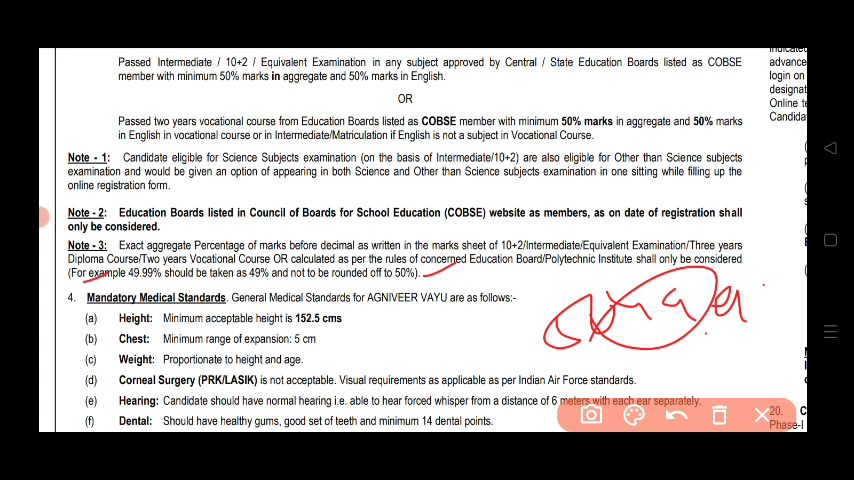 Passed Intermediate / 10+2 / Equivalent Examination in any subject approved by Central / State Education Boards listed as COBSE
member with minimum 50% marks in aggregate and 50% marks in English.
OR
Passed two years vocational course from Education Boards listed as COBSE member with minimum 50% marks in aggregate and 50% marks
in English in vocational course or in Intermediate/Matriculation if English is not a subject in Vocational Course.
Note - 1: Candidate eligible for Science Subjects examination (on the basis of Intermediate/10+2) are also eligible for Other than Science subjects
examination and would be given an option of appearing in both Science and Other than Science subjects examination in one sitting while filling up the
online registration form.
Note - 2: Education Boards listed in Council of Boards for School Education (COBSE) website as members, as on date of registration shall
only be considered.
Note - 3: Exact aggregate Percentage of marks before decimal as written in the marks sheet of 10+2/Intermediate/Equivalent Examination/Three years
Diploma Course/Two years Vocational Course OR calculated as per the rules of concerned Education Board/Polytechnic Institute shall only be considered
(For example 49.99% should be taken as 49% and not to be rounded off to 50%).
4. Mandatory Medical Standards. General Medical Standards for AGNIVEER VAYU are as follows:-
(a) Height: Minimum acceptable height is 152.5 cms
(b) Chest: Minimum range of expansion: 5 cm
(c) Weight: Proportionate to height and age.
(d) Corneal Surgery (PRK/LASIK) is not acceptable. Visual requirements as applicable as per Indian Air Force standards.
(e) Hearing: Candidate should have normal hearing i.e. able to hear forced whisper from a distance of 6 meters with each ear separately.
(f) Dental: Should have healthy gums, good set of teeth and minimum 14 dental points.
advance
login on
designat
Online te
Candida
20. C
Phase-I